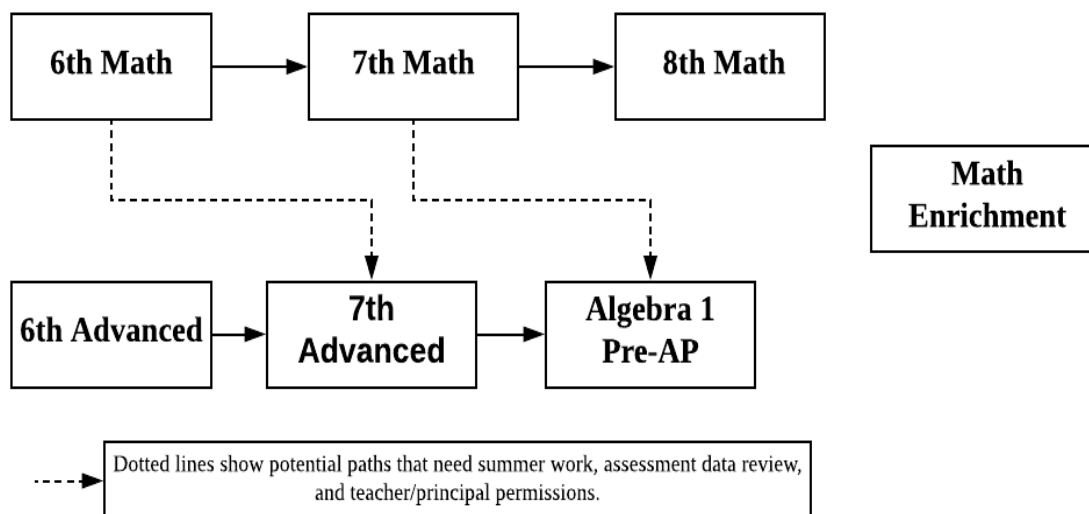 6th Math
7th Math
8th Math
Math
Enrichment
6th Advanced
7th
Advanced
Algebra 1
Pre-AP
Dotted lines show potential paths that need summer work, assessment data review,
and teacher/principal permissions.